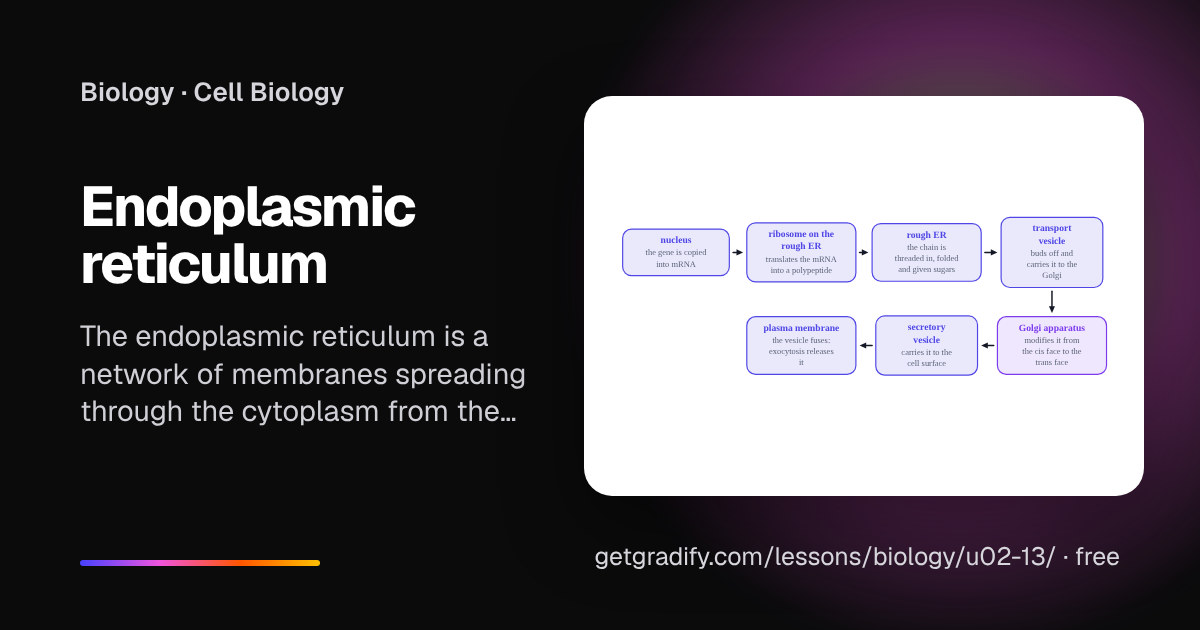 Biology · Cell Biology
Endoplasmic
reticulum
The endoplasmic reticulum is a
network of membranes spreading
through the cytoplasm from the...
nucleus
the gene is copied
into mRNA
ribosome on the
rough ER
translates the mRNA
into a polypeptide
rough ER
the chain is
threaded in, folded
and given sugars
transport
vesicle
buds off and
carries it to the
Golgi
Golgi apparatus
modifies it from
the cis face to the
trans face
secretory
vesicle
carries it to the
cell surface
plasma membrane
the vesicle fuses:
exocytosis releases
it
getgradify.com/lessons/biology/u02-13/ · free